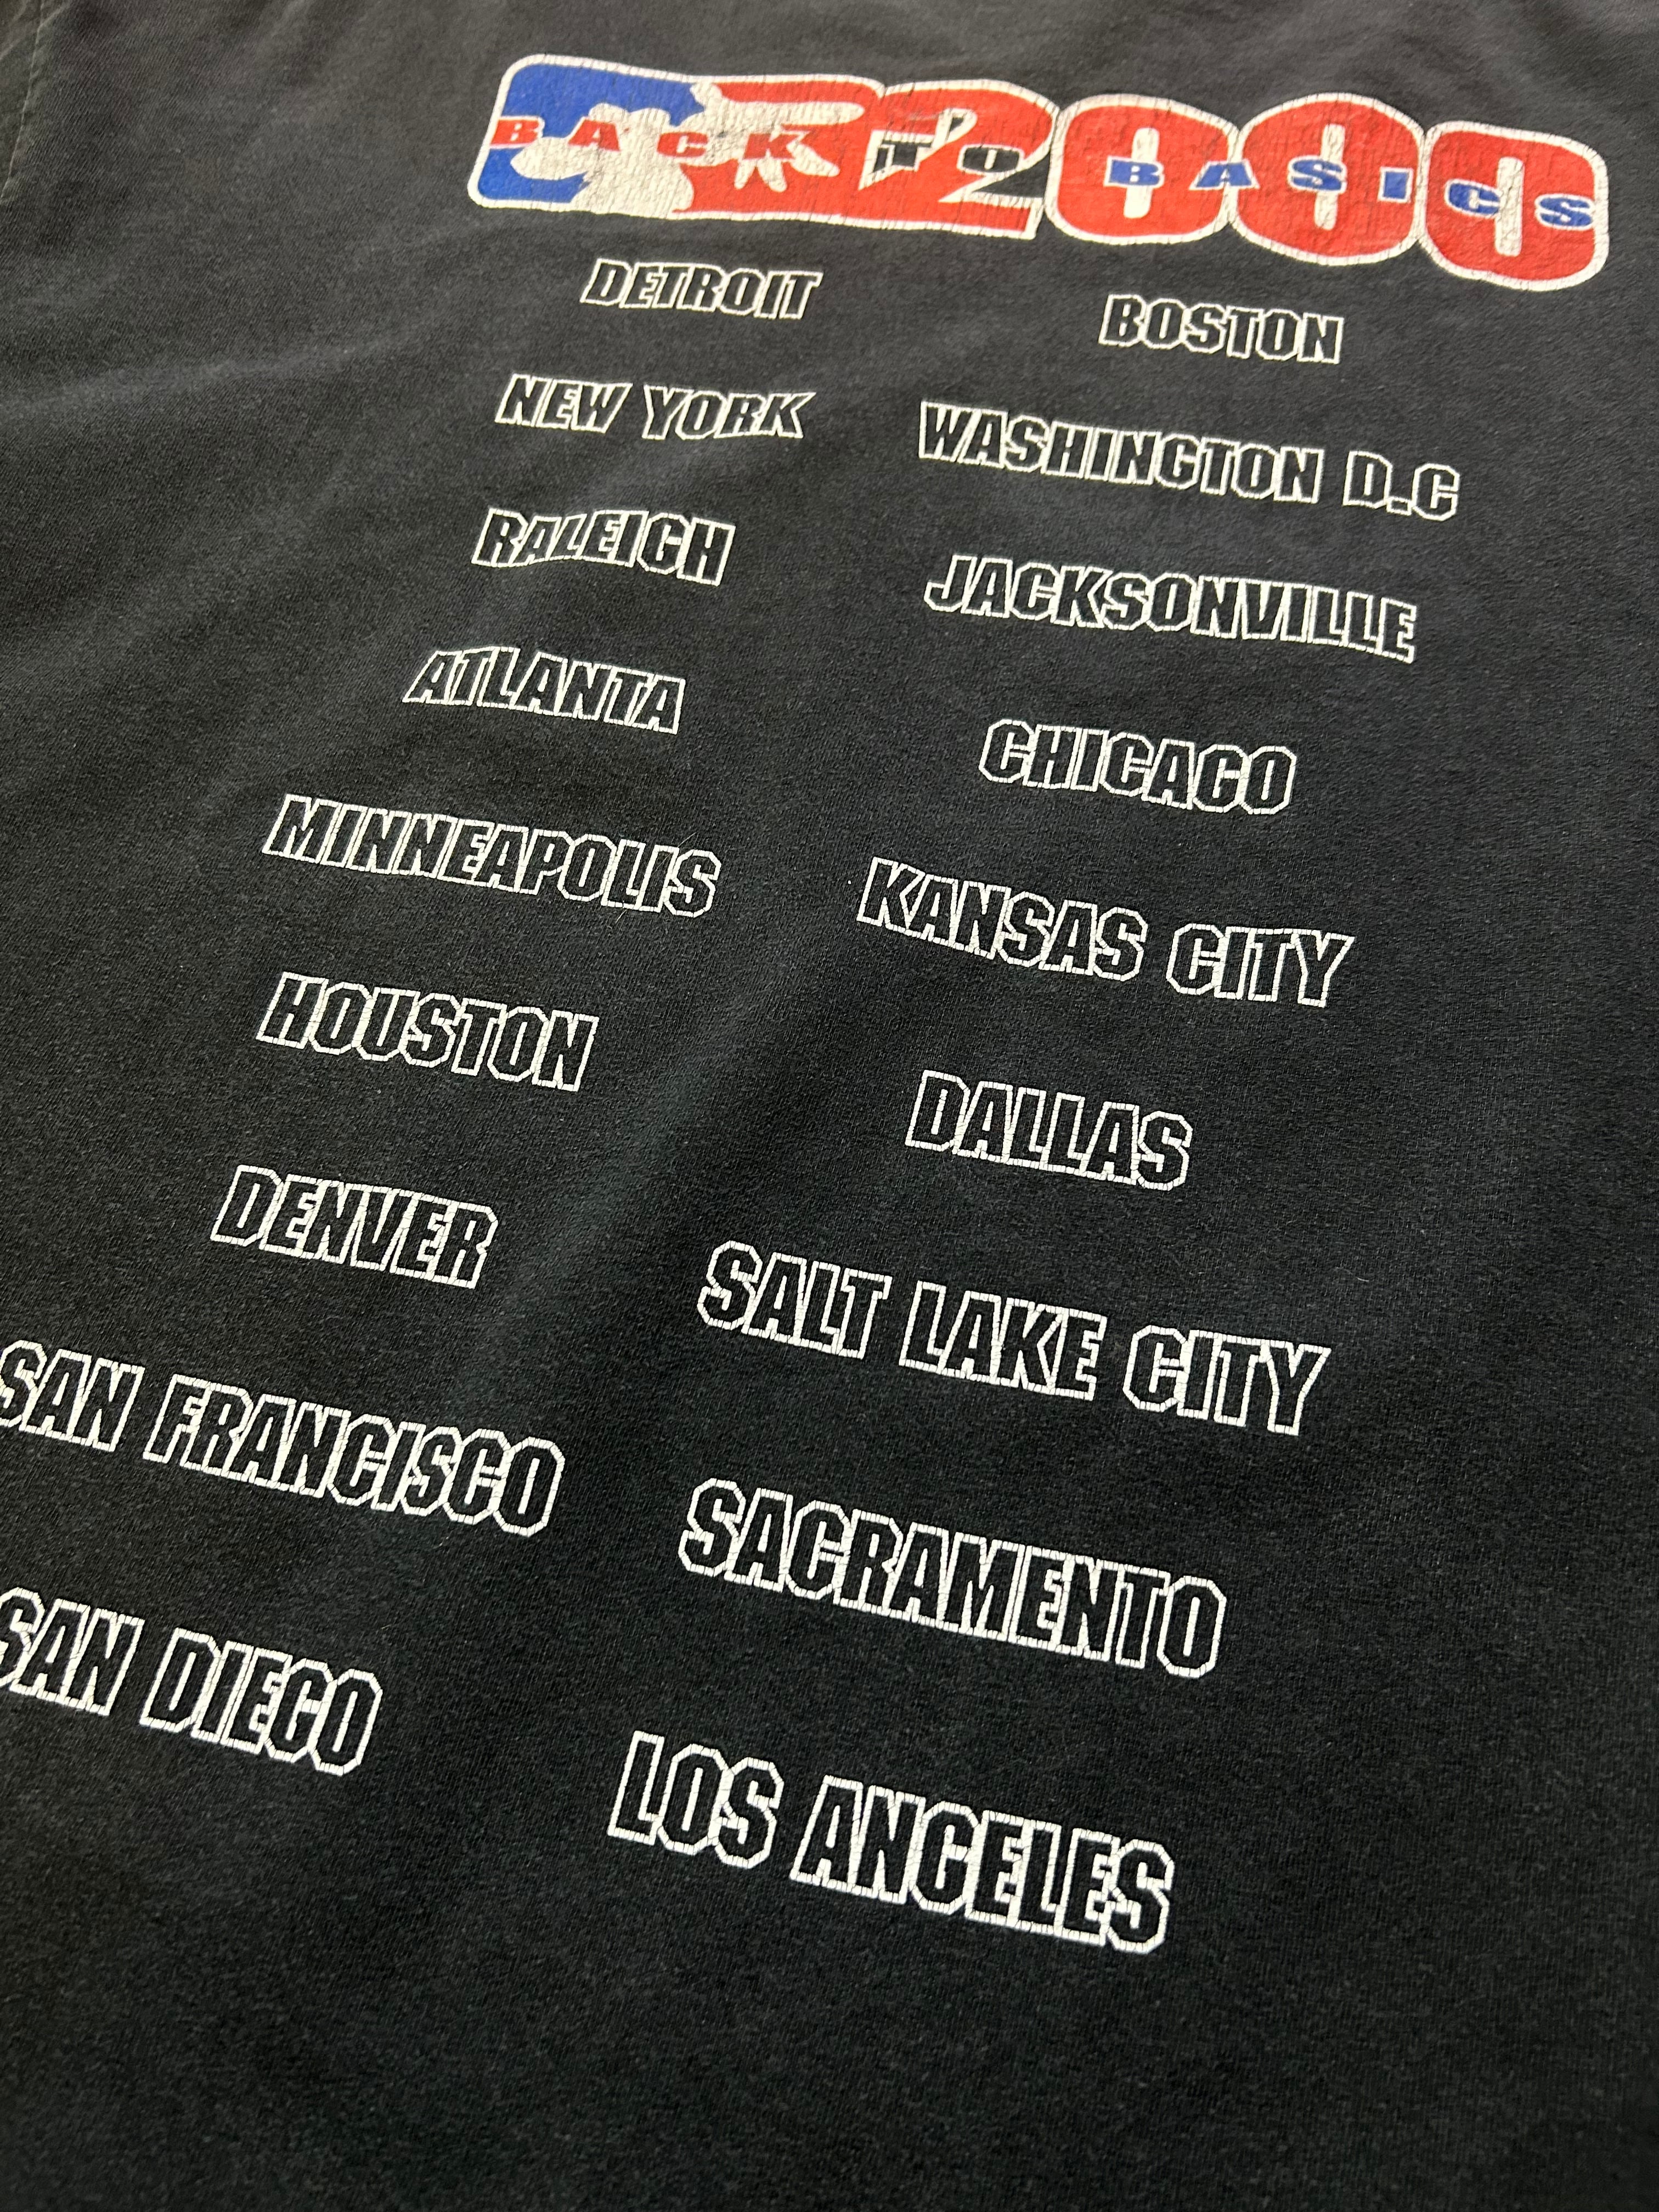 2000
BACK TO BASICS
DETROIT BOSTON
NEW YORK WASHINGTON D.C
RALEIGH JACKSONVILLE
ATLANTA CHICAGO
MINNEAPOLIS KANSAS CITY
HOUSTON DALLAS
DENVER SALT LAKE CITY
SAN FRANCISCO SACRAMENTO
SAN DIEGO LOS ANGELES